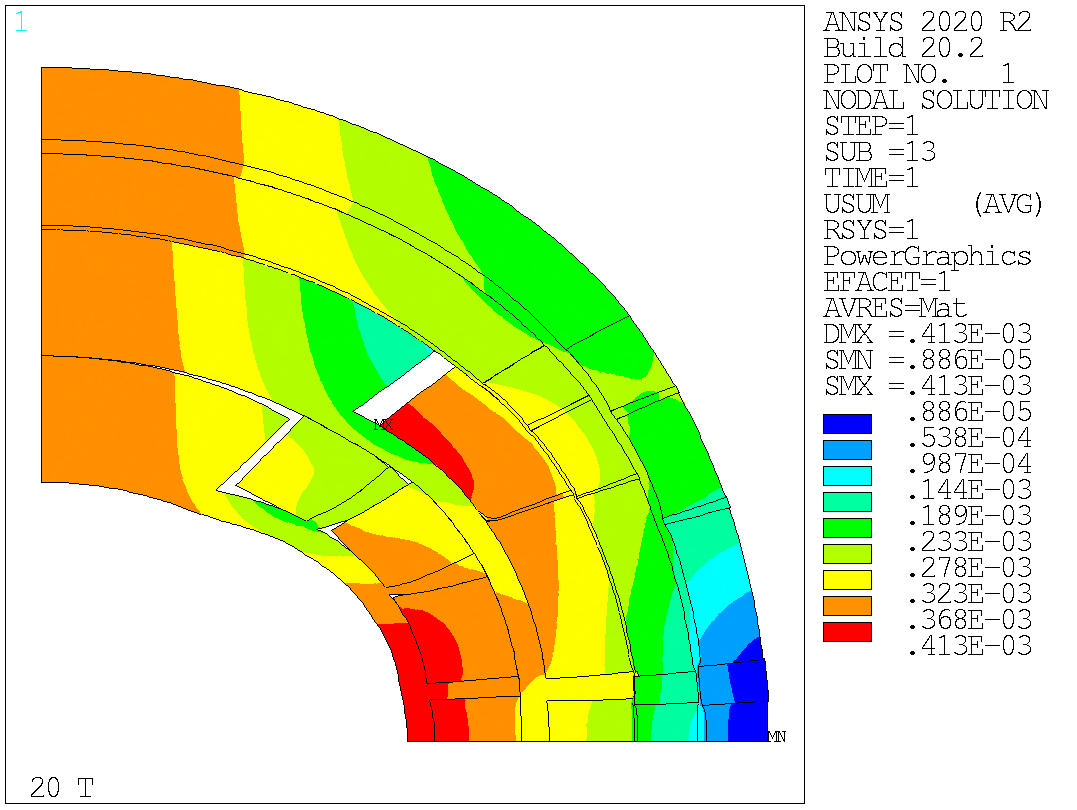 1
ANSYS 2020 R2
Build 20.2
PLOT NO.   1
NODAL SOLUTION
STEP=1
SUB =13
TIME=1
USUM     (AVG)
RSYS=1
PowerGraphics
EFACET=1
AVRES=Mat
DMX =.413E-03
SMN =.886E-05
SMX =.413E-03
.886E-05
.538E-04
.987E-04
.144E-03
.189E-03
.233E-03
.278E-03
.323E-03
.368E-03
.413E-03
MX
MN
20 T